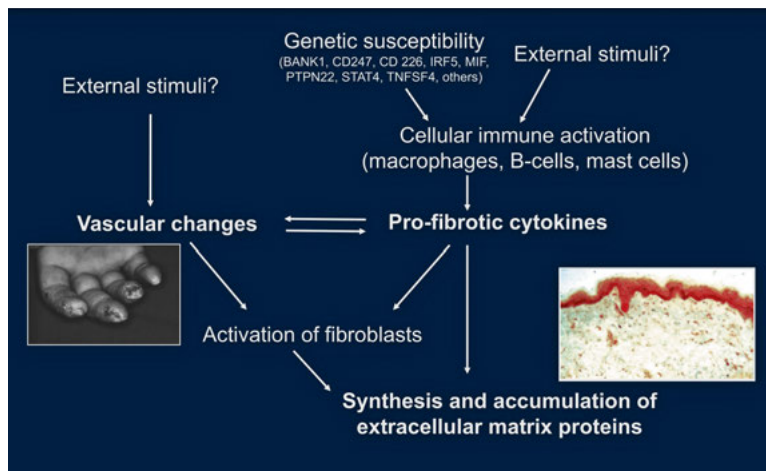 Genetic susceptibility
(BANK1, CD247, CD 226, IRF5, MIF,
PTPN22, STAT4, TNFSF4, others)
External stimuli?
External stimuli?
Cellular immune activation
(macrophages, B-cells, mast cells)
Vascular changes
Pro-fibrotic cytokines
Activation of fibroblasts
Synthesis and accumulation of
extracellular matrix proteins